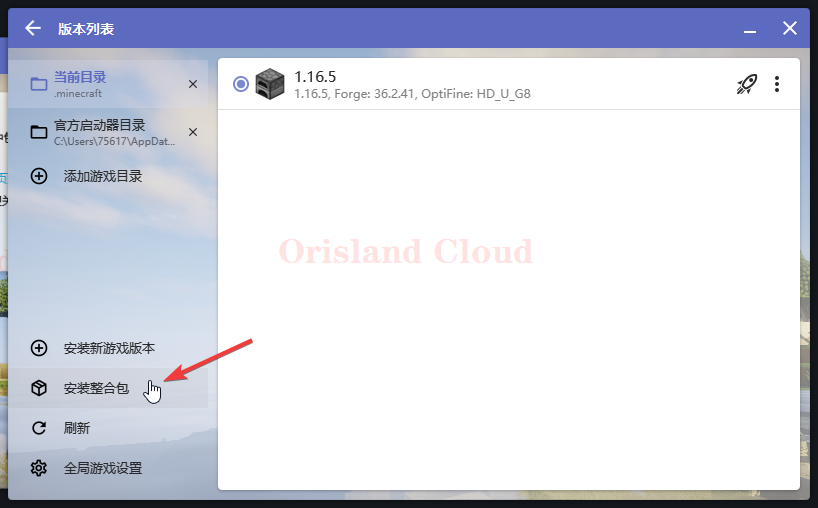 版本列表
当前目录
.minecraft
官方启动器目录
C:\Users\75617\AppDat...
添加游戏目录
安装新游戏版本
安装整合包
刷新
全局游戏设置
1.16.5
1.16.5, Forge: 36.2.41, OptiFine: HD_U_G8
Orisland Cloud